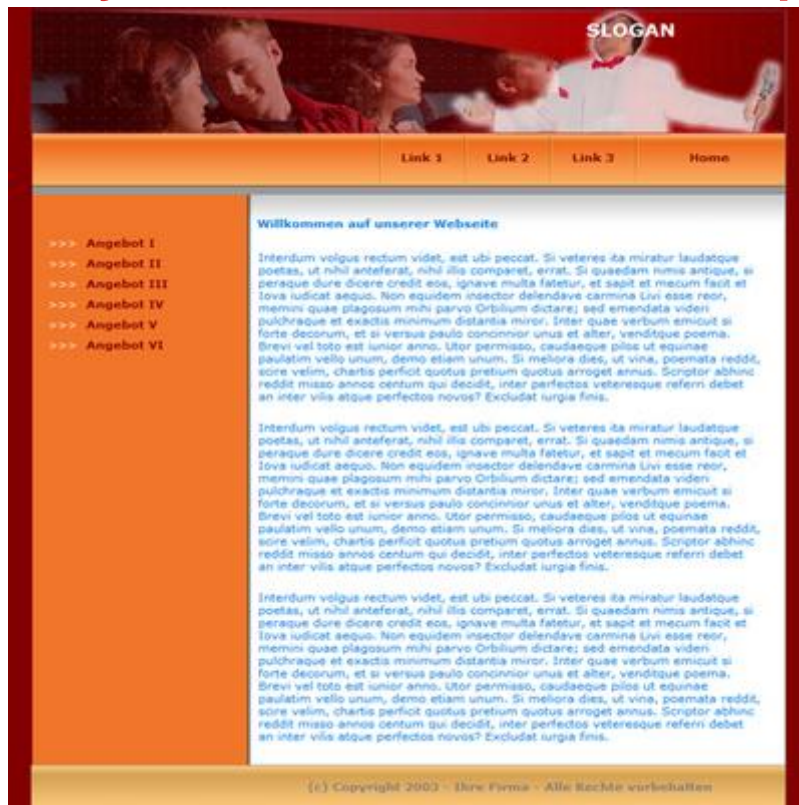 SLOGAN
Link 1 Link 2 Link 3 Home
>>> Angebot I
>>> Angebot II
>>> Angebot III
>>> Angebot IV
>>> Angebot V
>>> Angebot VI
Willkommen auf unserer Webseite
Interdum volgus rectum videt, est ubi peccat. Si veteres ita miratur laudatque
poetas, ut nihil anteferat, nihil illis comparet, errat. Si quaedam nimis antique, si
peraque dure dicere credit eos, ignave multa fatetur, et sapit et mecum facit et
Iova iudicat aequo. Non equidem insector delendave carmina Livi esse reor,
memini quae plagosum mihi parvo Orbilium dictare; sed emendata videri
pulchraque et exactis minimum distantia miror. Inter quae verbum emicuit si
forte decorum, et si versus paulo concinnior unus et alter, venditque poema.
Brevi vel toto est iunior anno. Utor permisso, caudaeque pilos ut equinae
paulatim vello unum, demo etiam unum. Si meliora dies, ut vina, poemata reddit,
scire velim, chartis perficit quotus pretium quotus arroget annus. Scriptor abhinc
reddit misso annos centum qui decidit, inter perfectos veteresque referri debet
an inter vilis atque perfectos novos? Excludat iurgia finis.
Interdum volgus rectum videt, est ubi peccat. Si veteres ita miratur laudatque
poetas, ut nihil anteferat, nihil illis comparet, errat. Si quaedam nimis antique, si
peraque dure dicere credit eos, ignave multa fatetur, et sapit et mecum facit et
Iova iudicat aequo. Non equidem insector delendave carmina Livi esse reor,
memini quae plagosum mihi parvo Orbilium dictare; sed emendata videri
pulchraque et exactis minimum distantia miror. Inter quae verbum emicuit si
forte decorum, et si versus paulo concinnior unus et alter, venditque poema.
Brevi vel toto est iunior anno. Utor permisso, caudaeque pilos ut equinae
paulatim vello unum, demo etiam unum. Si meliora dies, ut vina, poemata reddit,
scire velim, chartis perficit quotus pretium quotus arroget annus. Scriptor abhinc
reddit misso annos centum qui decidit, inter perfectos veteresque referri debet
an inter vilis atque perfectos novos? Excludat iurgia finis.
Interdum volgus rectum videt, est ubi peccat. Si veteres ita miratur laudatque
poetas, ut nihil anteferat, nihil illis comparet, errat. Si quaedam nimis antique, si
peraque dure dicere credit eos, ignave multa fatetur, et sapit et mecum facit et
Iova iudicat aequo. Non equidem insector delendave carmina Livi esse reor,
memini quae plagosum mihi parvo Orbilium dictare; sed emendata videri
pulchraque et exactis minimum distantia miror. Inter quae verbum emicuit si
forte decorum, et si versus paulo concinnior unus et alter, venditque poema.
Brevi vel toto est iunior anno. Utor permisso, caudaeque pilos ut equinae
paulatim vello unum, demo etiam unum. Si meliora dies, ut vina, poemata reddit,
scire velim, chartis perficit quotus pretium quotus arroget annus. Scriptor abhinc
reddit misso annos centum qui decidit, inter perfectos veteresque referri debet
an inter vilis atque perfectos novos? Excludat iurgia finis.
(c) Copyright 2003 - Ihre Firma - Alle Rechte vorbehalten